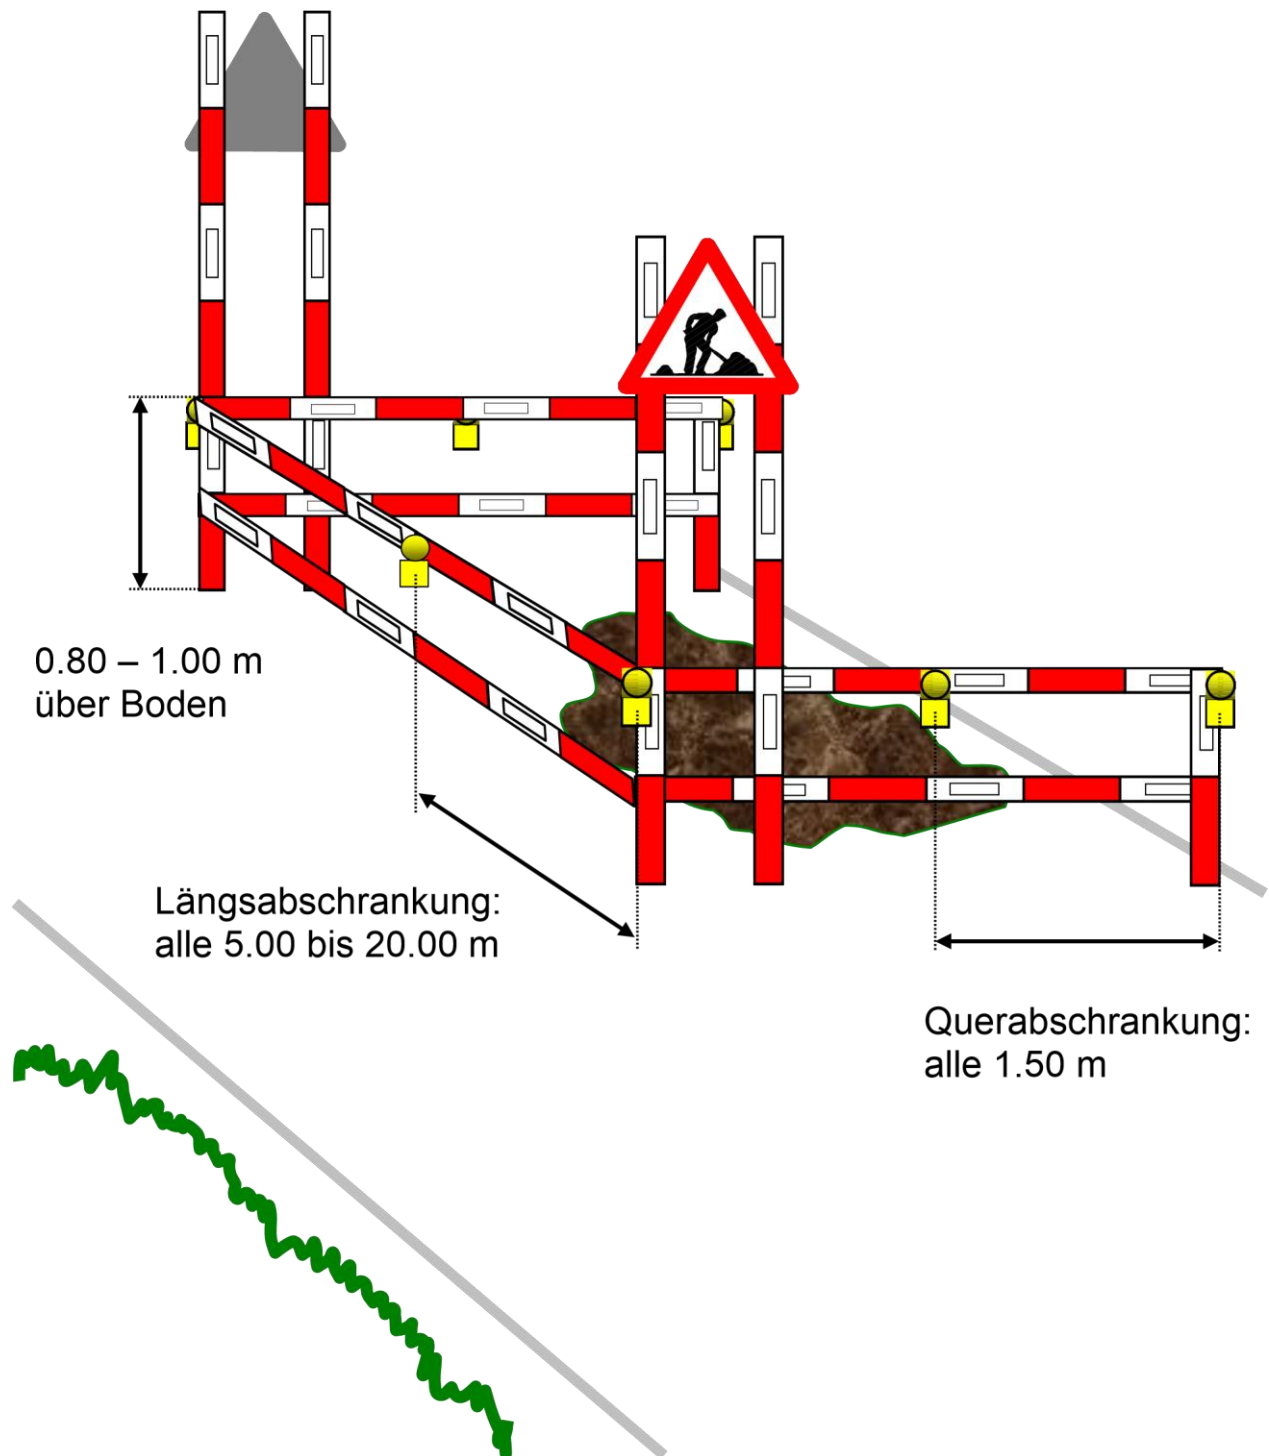 0.80 – 1.00 m
über Boden
Längsabschrankung:
alle 5.00 bis 20.00 m
Querabschrankung:
alle 1.50 m